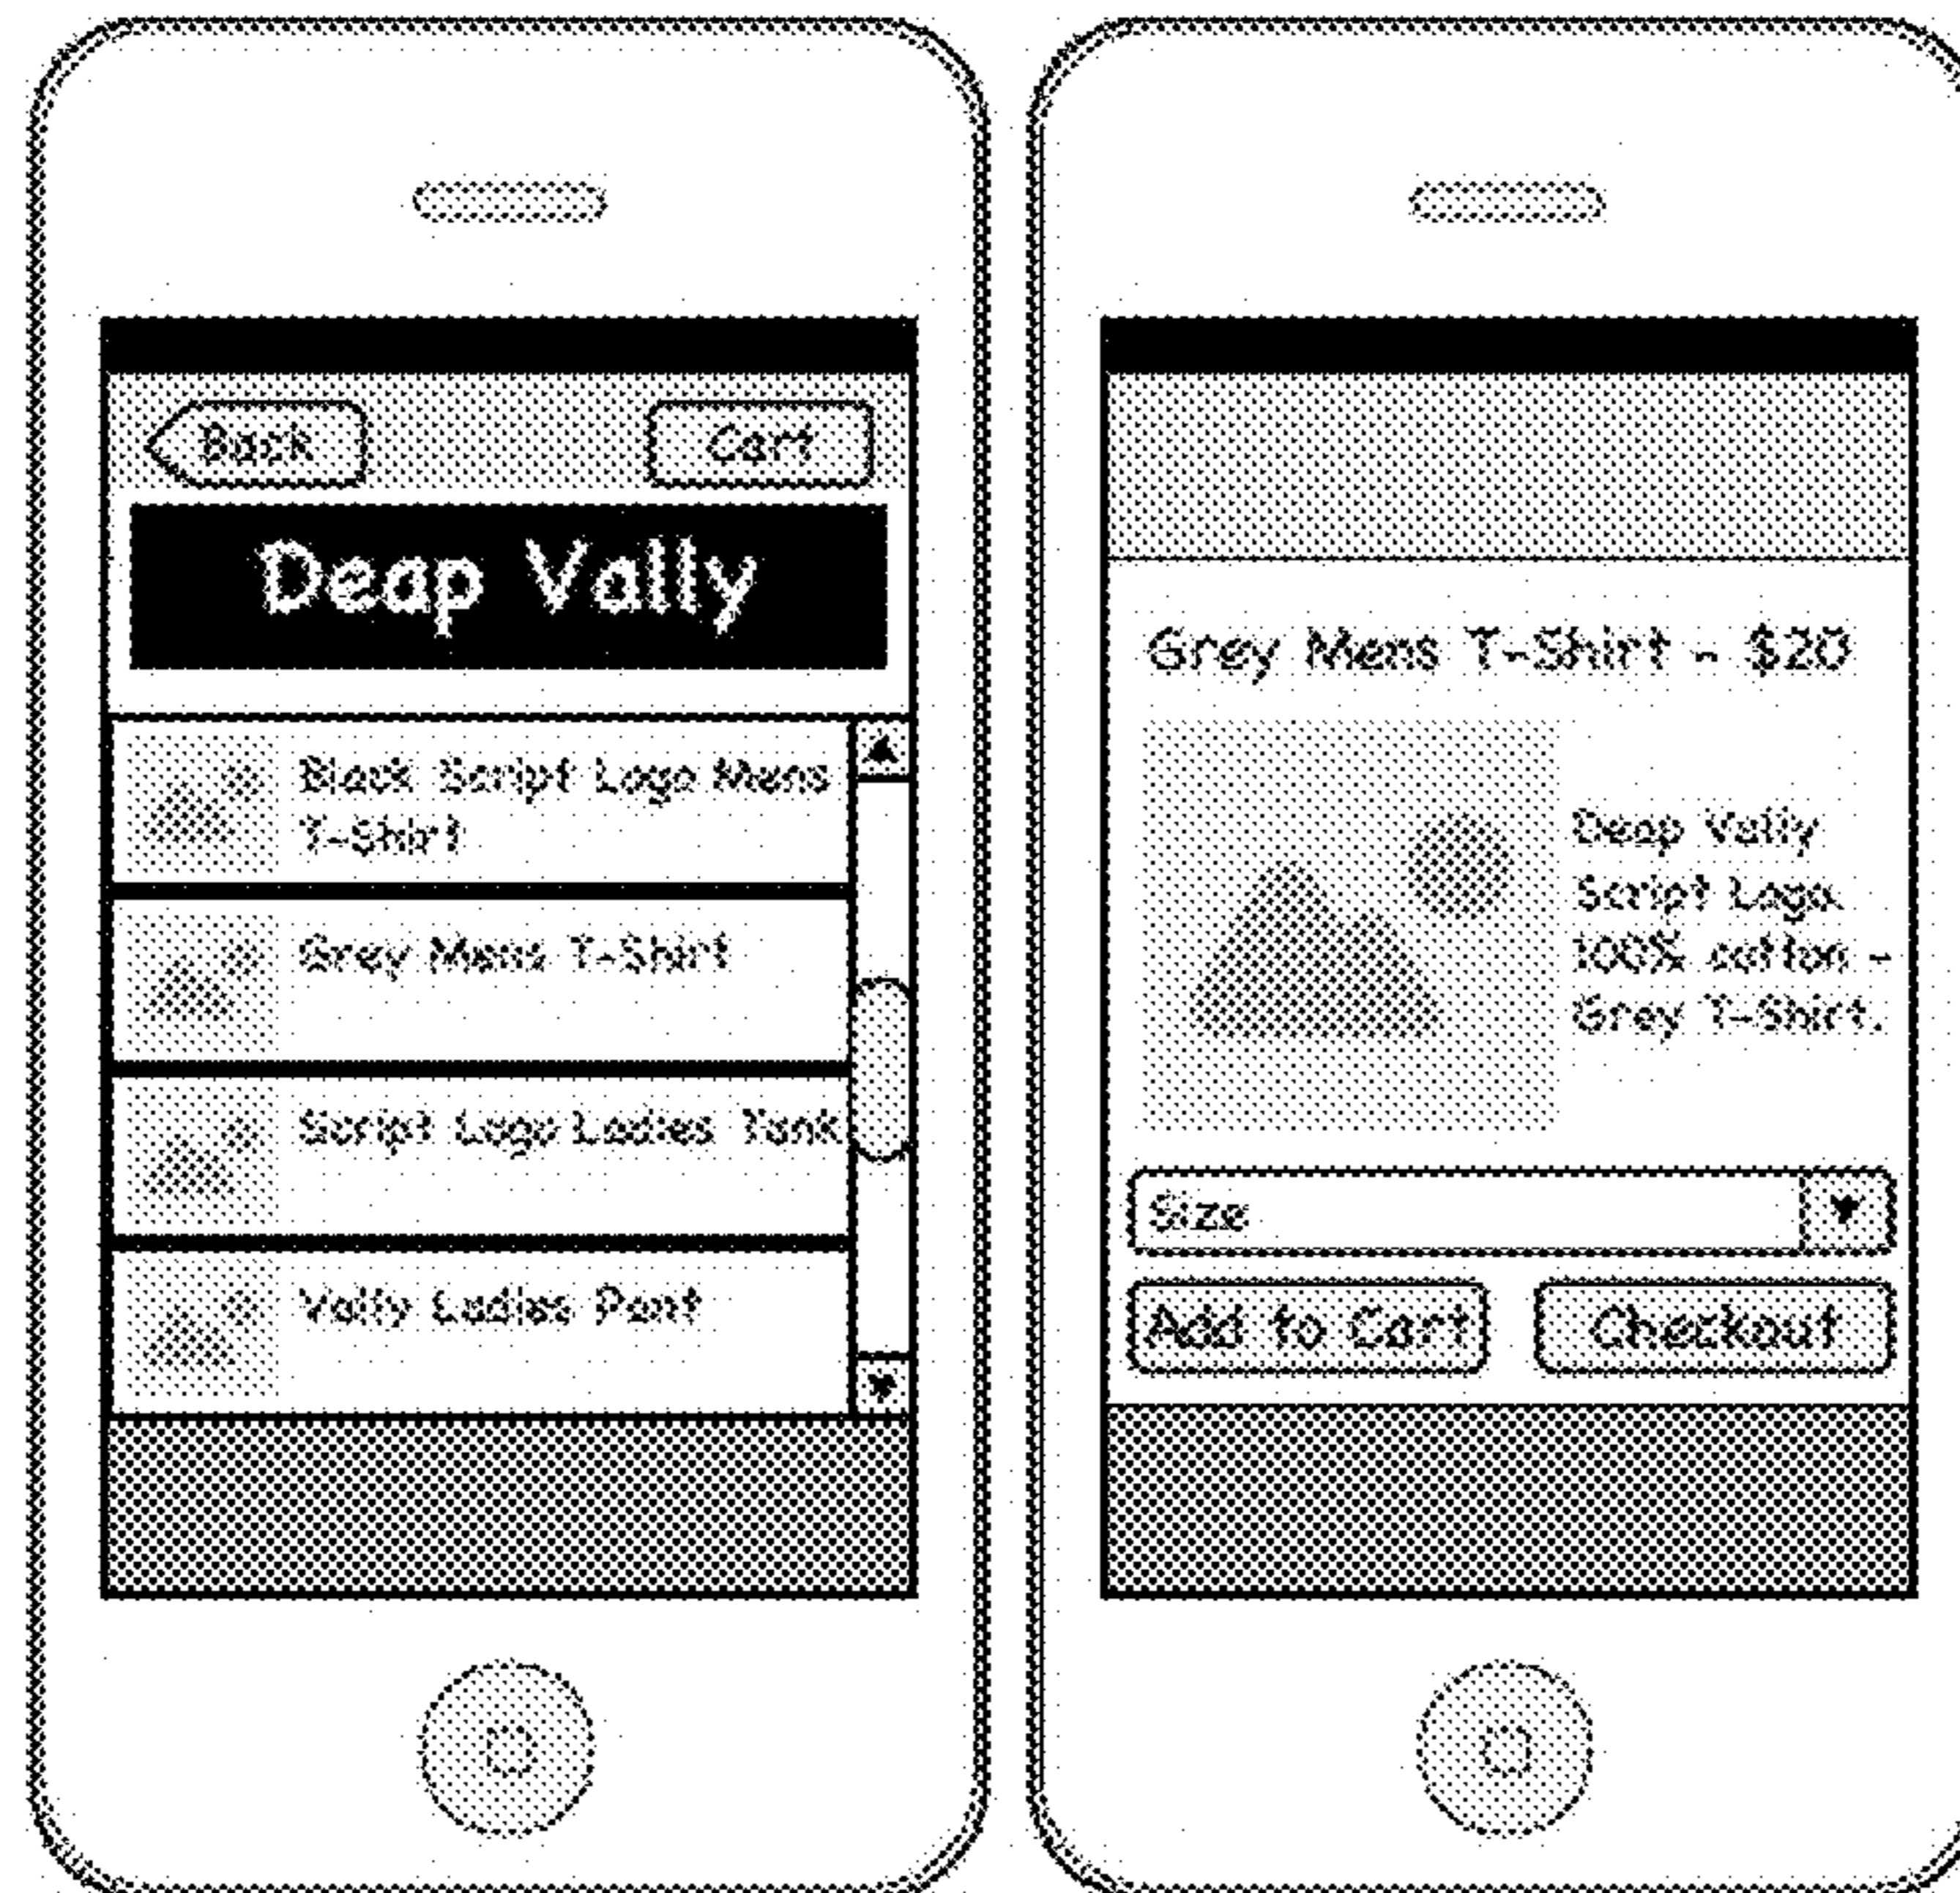 Back
Cart
Deap Vally
Black Script Logo Mens
T-Shirt
Grey Mens T-Shirt
Script Logo Ladies Tank
Vally Ladies Pant
Grey Mens T-Shirt - $20
Deap Vally
Script Logo.
100% cotton -
Grey T-Shirt.
Size
Add to Cart
Checkout